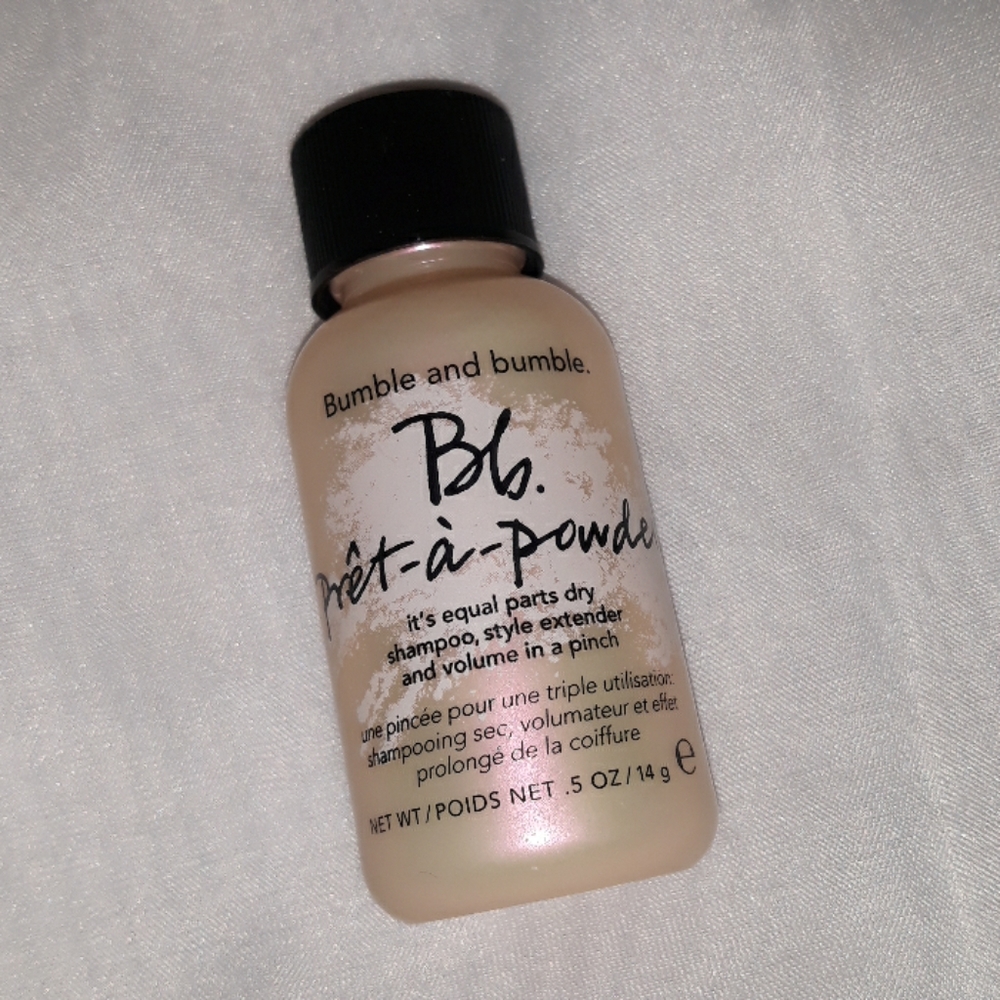 Bumble and bumble.
Bb.
Prêt-à-powde
it's equal parts dry
shampoo, style extender
and volume in a pinch
une pincée pour une triple utilisation:
shampooing sec, volumateur et effet
prolongé de la coiffure
NET WT/POIDS NET .5 OZ/14 g e